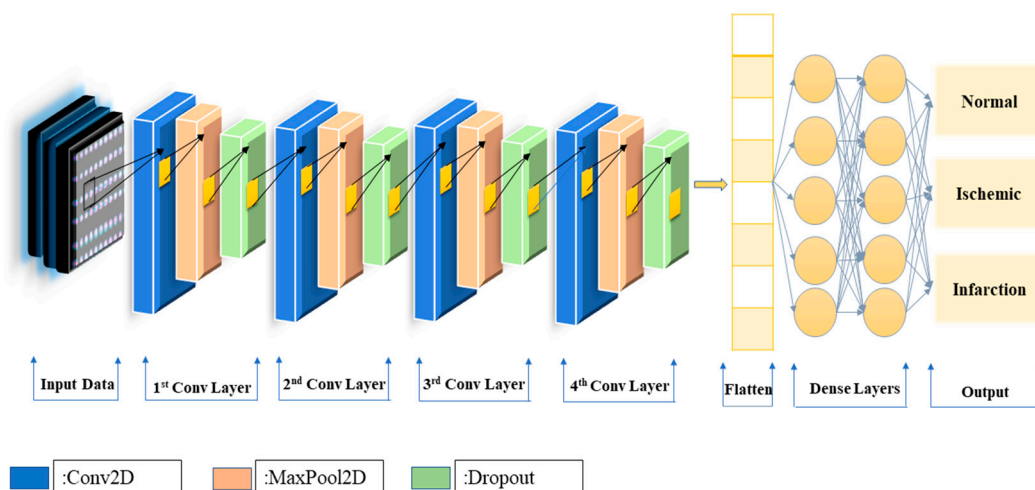 Normal
Ischemic
Infarction
Input Data
1st Conv Layer
2nd Conv Layer
3rd Conv Layer
4th Conv Layer
Flatten
Dense Layers
Output
:Conv2D
:MaxPool2D
:Dropout